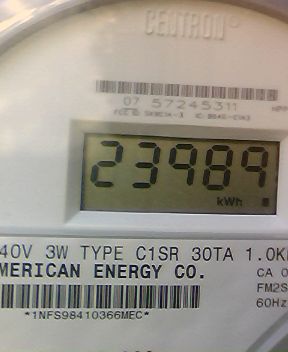 CENTRON®
07 57245311
23989
kWh
40V 3W TYPE C1SR 30TA 1.0K
MERICAN ENERGY CO.
CA 0
FM2S
60Hz
*1NFS98410366MEC*